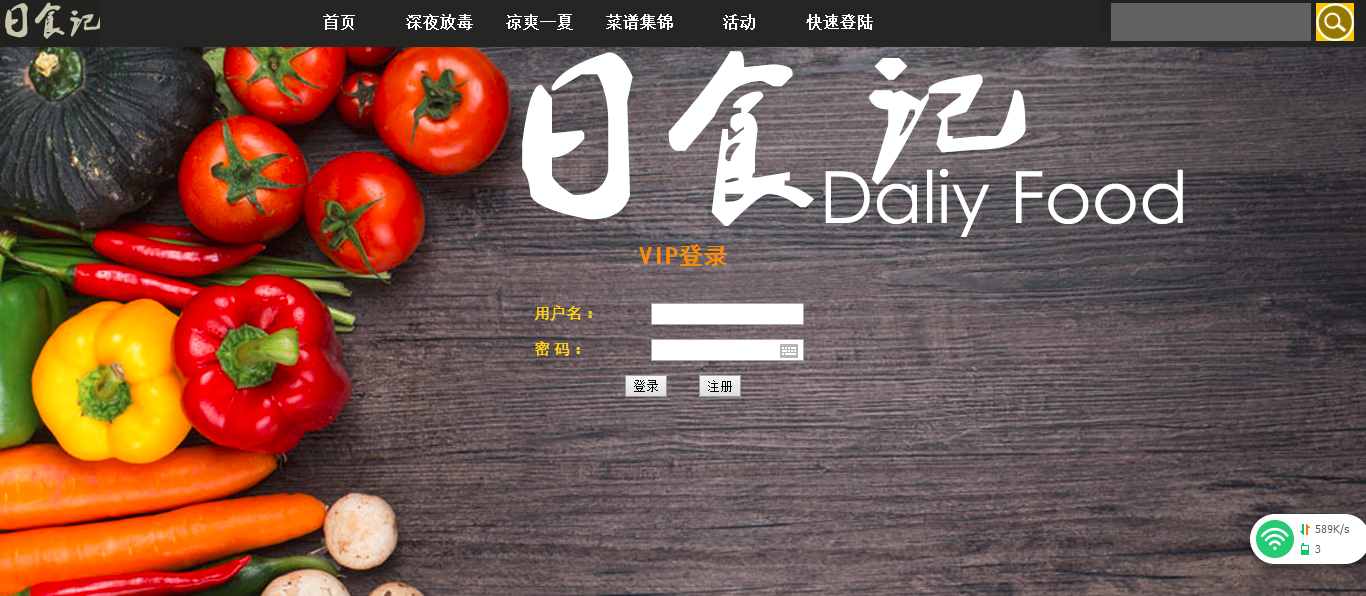 日食记
首页 深夜放毒 凉爽一夏 菜谱集锦 活动 快速登陆
日食记
Daliy Food
VIP登录
用户名：
密 码：
登录 注册
589K/s
3